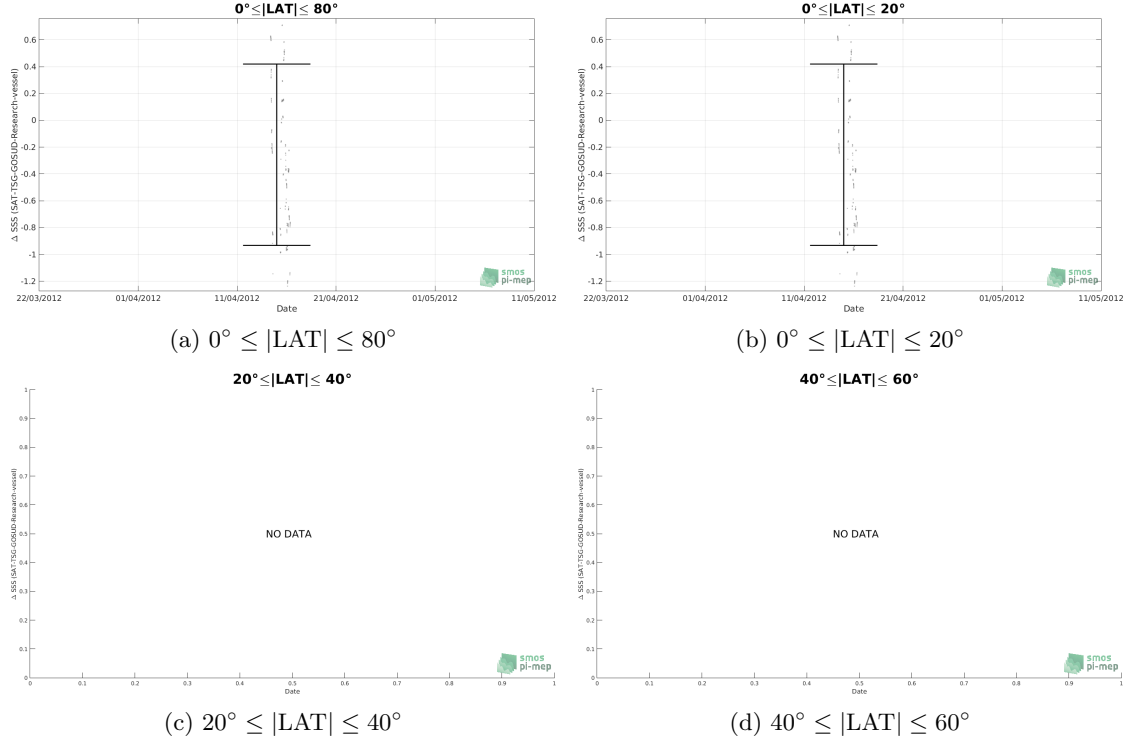 0°≤|LAT|≤ 80°
Δ SSS (SAT-TSG-GOSUD-Research-vessel)
0.6
0.4
0.2
0
-0.2
-0.4
-0.6
-0.8
-1
-1.2
22/03/2012 01/04/2012 11/04/2012 21/04/2012 01/05/2012 11/05/2012
Date
smos
pi-mep
(a) 0° ≤ |LAT| ≤ 80°
0°≤|LAT|≤ 20°
Δ SSS (SAT-TSG-GOSUD-Research-vessel)
0.6
0.4
0.2
0
-0.2
-0.4
-0.6
-0.8
-1
-1.2
22/03/2012 01/04/2012 11/04/2012 21/04/2012 01/05/2012 11/05/2012
Date
smos
pi-mep
(b) 0° ≤ |LAT| ≤ 20°
20°≤|LAT|≤ 40°
Δ SSS (SAT-TSG-GOSUD-Research-vessel)
1
0.9
0.8
0.7
0.6
0.5
0.4
0.3
0.2
0.1
0
NO DATA
0 0.1 0.2 0.3 0.4 0.5 0.6 0.7 0.8 0.9 1
Date
smos
pi-mep
(c) 20° ≤ |LAT| ≤ 40°
40°≤|LAT|≤ 60°
Δ SSS (SAT-TSG-GOSUD-Research-vessel)
1
0.9
0.8
0.7
0.6
0.5
0.4
0.3
0.2
0.1
0
NO DATA
0 0.1 0.2 0.3 0.4 0.5 0.6 0.7 0.8 0.9 1
Date
smos
pi-mep
(d) 40° ≤ |LAT| ≤ 60°